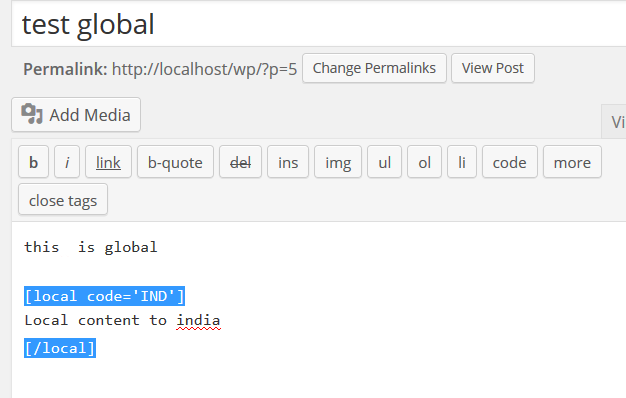 test global
Permalink: http://localhost/wp/?p=5 Change Permalinks View Post
Add Media
Vi
b i link b-quote del ins img ul ol li code more
close tags
this  is global
[local code='IND']
Local content to india
[/local]